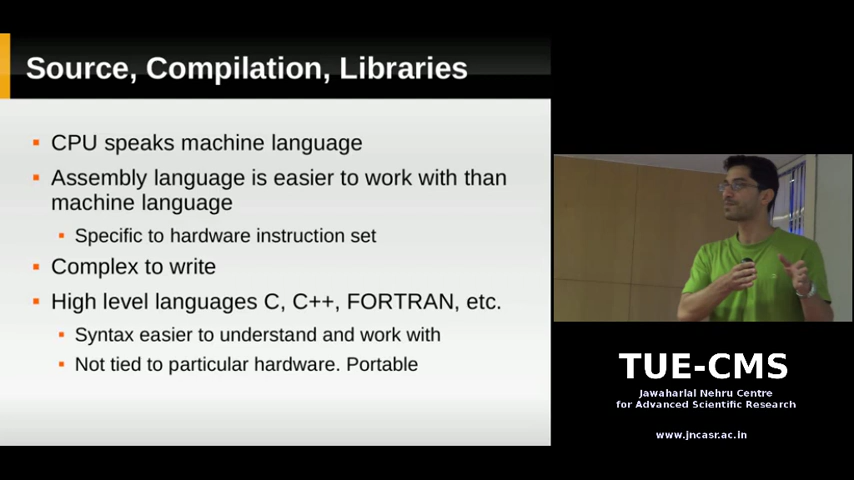 Source, Compilation, Libraries
CPU speaks machine language
Assembly language is easier to work with than
machine language
Specific to hardware instruction set
Complex to write
High level languages C, C++, FORTRAN, etc.
Syntax easier to understand and work with
Not tied to particular hardware. Portable
TUE-CMS
Jawaharlal Nehru Centre
for Advanced Scientific Research
www.jncasr.ac.in